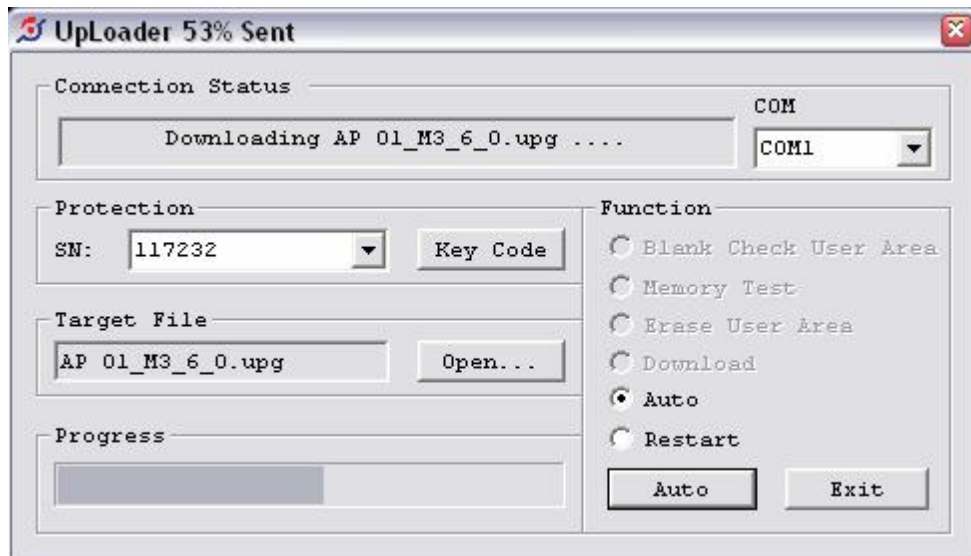 UpLoader 53% Sent
Connection Status
Downloading AP 01_M3_6_0.upg ....
COM
COM1
Protection
SN: 117232 Key Code
Target File
AP 01_M3_6_0.upg Open...
Progress
Function
Blank Check User Area
Memory Test
Erase User Area
Download
Auto
Restart
Auto Exit